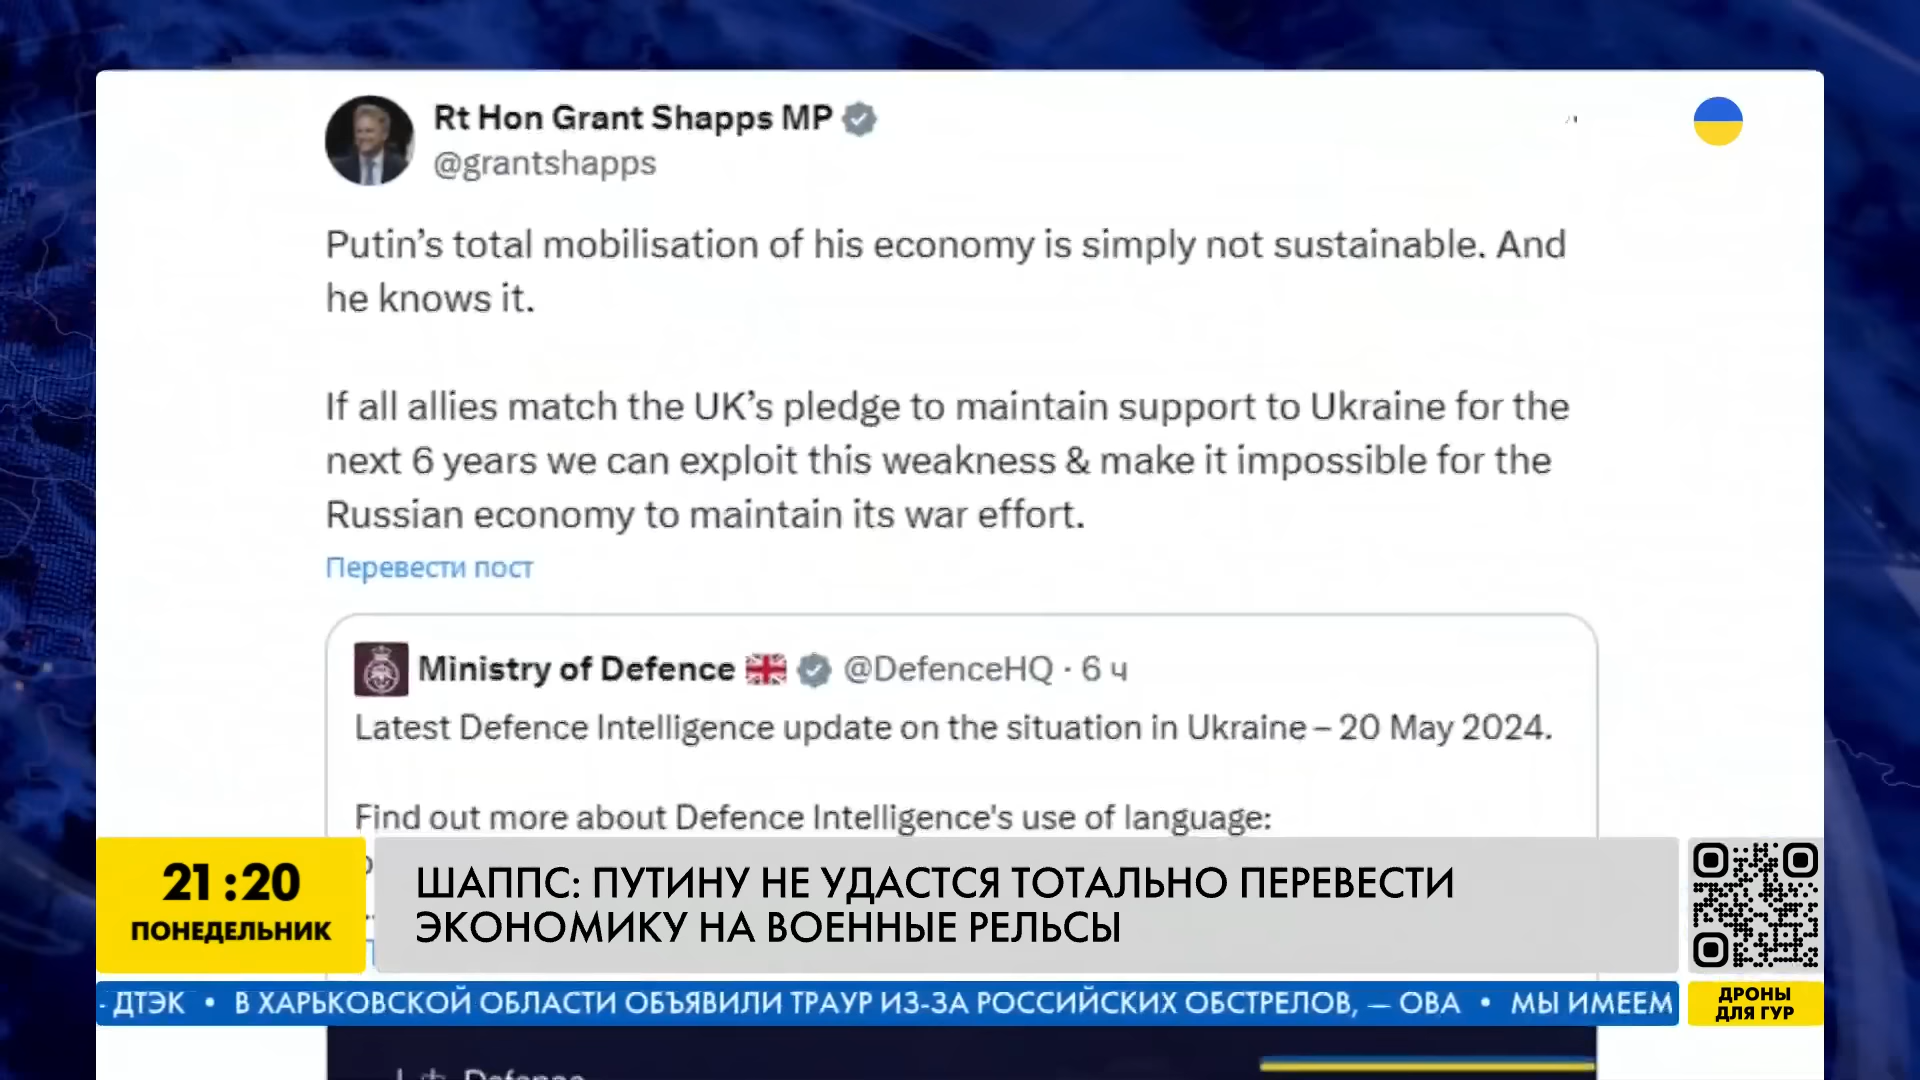 Rt Hon Grant Shapps MP
@grantshapps
Putin’s total mobilisation of his economy is simply not sustainable. And
he knows it.
If all allies match the UK’s pledge to maintain support to Ukraine for the
next 6 years we can exploit this weakness & make it impossible for the
Russian economy to maintain its war effort.
Перевести пост
Ministry of Defence @DefenceHQ · 6 ч
Latest Defence Intelligence update on the situation in Ukraine – 20 May 2024.
Find out more about Defence Intelligence's use of language:
21:20
ПОНЕДЕЛЬНИК
ШАППС: ПУТИНУ НЕ УДАСТСЯ ТОТАЛЬНО ПЕРЕВЕСТИ
ЭКОНОМИКУ НА ВОЕННЫЕ РЕЛЬСЫ
- ДТЭК • В ХАРЬКОВСКОЙ ОБЛАСТИ ОБЪЯВИЛИ ТРАУР ИЗ-ЗА РОССИЙСКИХ ОБСТРЕЛОВ, — ОВА • МЫ ИМЕЕМ
ДРОНЫ
ДЛЯ ГУР
Defence